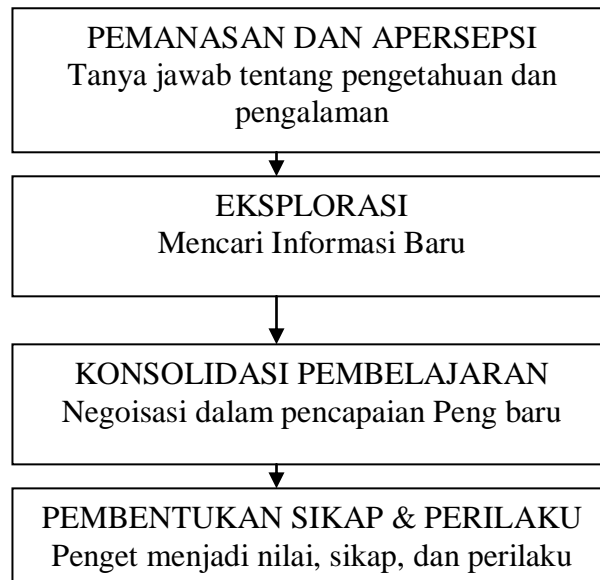 PEMANASAN DAN APERSEPSI
Tanya jawab tentang pengetahuan dan
pengalaman
EKSPLORASI
Mencari Informasi Baru
KONSOLIDASI PEMBELAJARAN
Negoisasi dalam pencapaian Peng baru
PEMBENTUKAN SIKAP & PERILAKU
Penget menjadi nilai, sikap, dan perilaku